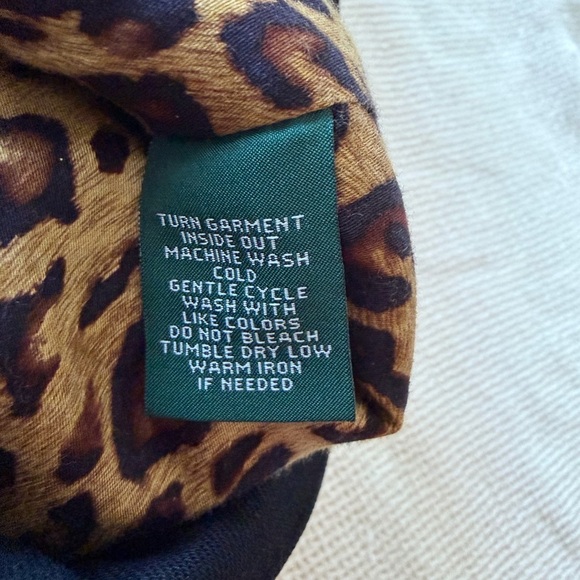 TURN GARMENT
INSIDE OUT
MACHINE WASH
COLD
GENTLE CYCLE
WASH WITH
LIKE COLORS
DO NOT BLEACH
TUMBLE DRY LOW
WARM IRON
IF NEEDED